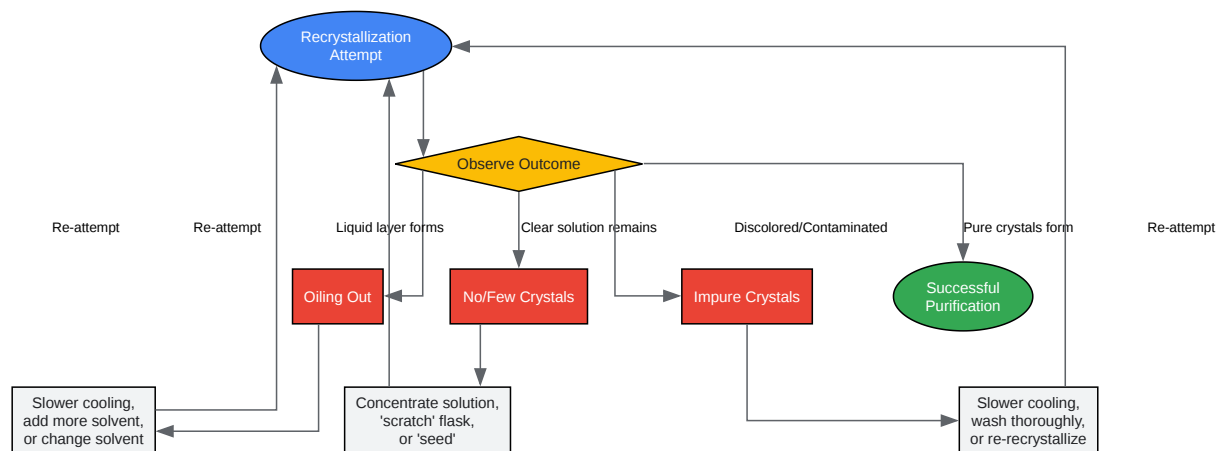 Recrystallization
Attempt
Observe Outcome
Re-attempt
Re-attempt
Liquid layer forms
Clear solution remains
Discolored/Contaminated
Pure crystals form
Re-attempt
Oiling Out
No/Few Crystals
Impure Crystals
Successful
Purification
Slower cooling,
add more solvent,
or change solvent
Concentrate solution,
'scratch' flask,
or 'seed'
Slower cooling,
wash thoroughly,
or re-recrystallize